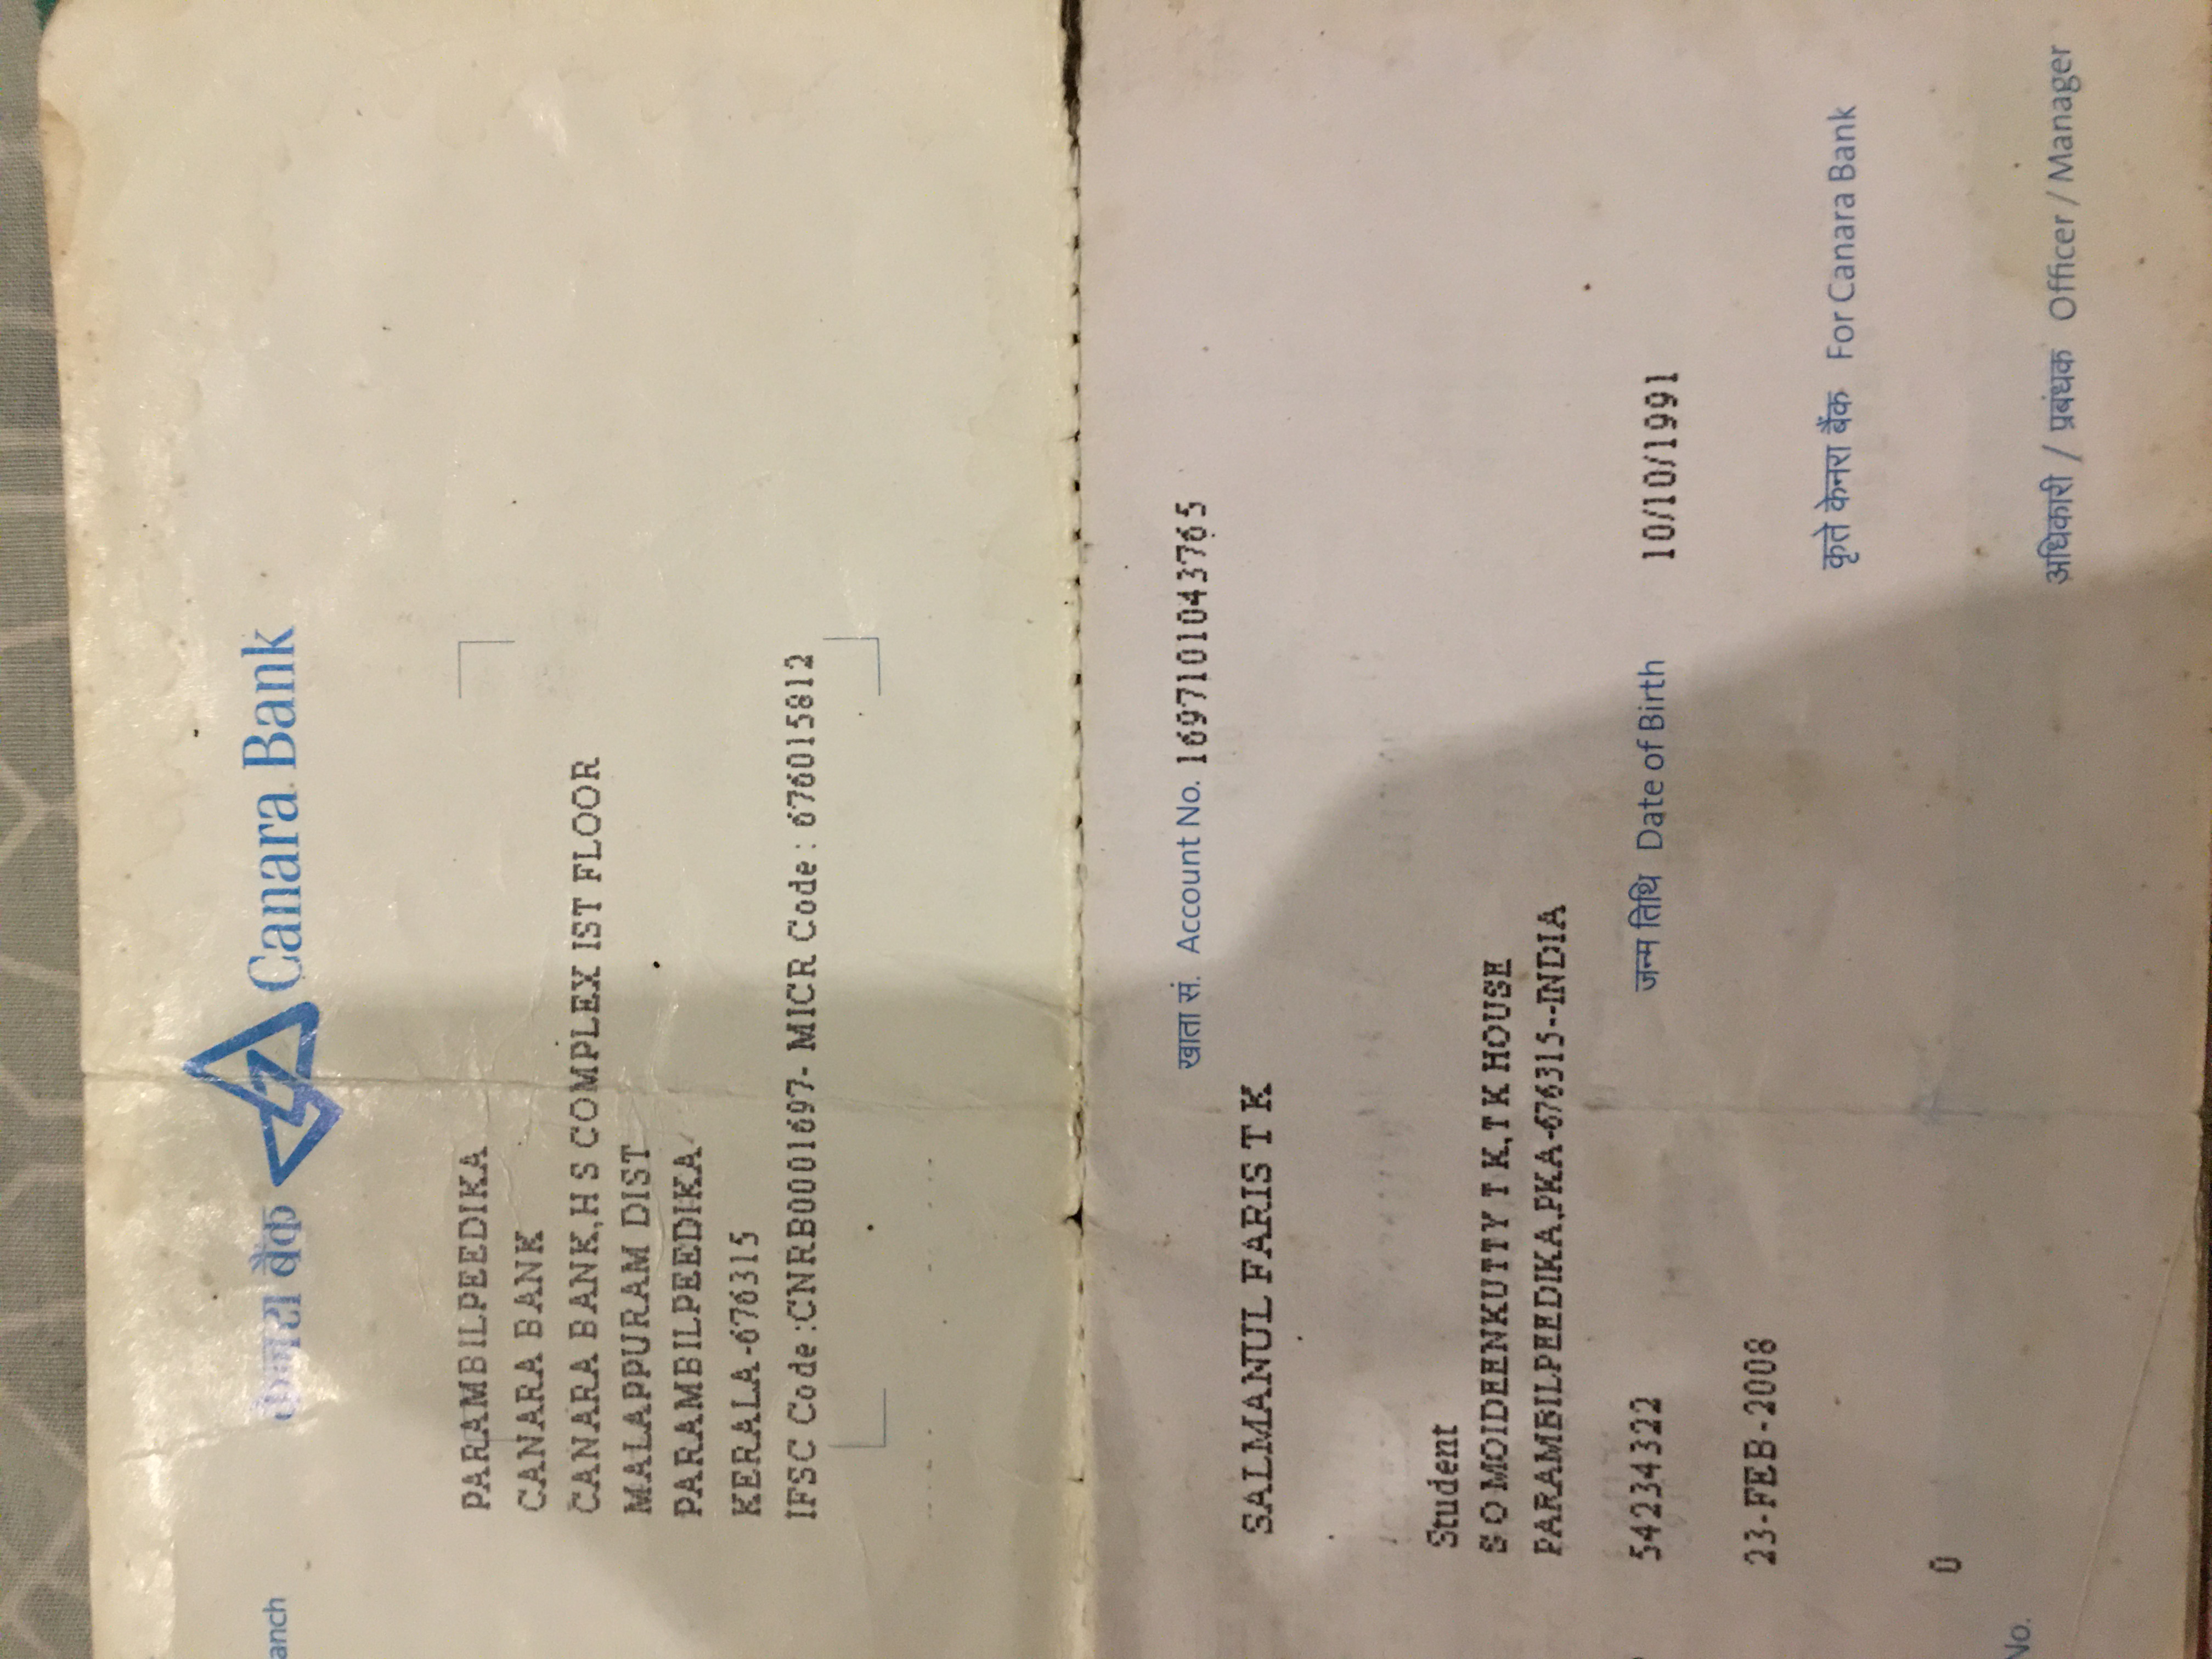 anch
केनरा बैंक Canara Bank
PARAMBILPEEDIKA
CANARA BANK
CANARA BANK,H S COMPLEX IST FLOOR
MALAPPURAM DIST
PARAMBILPEEDIKA
KERALA-676315
IFSC Code :CNRB0001697- MICR Code : 676015812
खाता सं. Account No. 1697101043765
SALMANUL FARIS T K
Student
S O MOIDEENKUTTY T K,T K HOUSE
PARAMBILPEEDIKA,PKA-676315--INDIA
54234322 जन्म तिथि Date of Birth 10/10/1991
23-FEB-2008
कृते केनरा बैंक For Canara Bank
0
No.
अधिकारी / प्रबंधक Officer / Manager